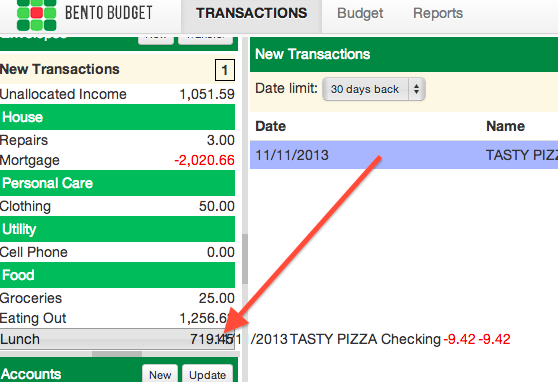 BENTO BUDGET
TRANSACTIONS
Budget
Reports
Envelopes
New
Transfer
New Transactions 1
Unallocated Income 1,051.59
House
Repairs 3.00
Mortgage -2,020.66
Personal Care
Clothing 50.00
Utility
Cell Phone 0.00
Food
Groceries 25.00
Eating Out 1,256.6
Lunch 719.45
/2013 TASTY PIZZA Checking -9.42 -9.42
Accounts
New
Update
New Transactions
Date limit: 30 days back
Date Name
11/11/2013 TASTY PIZ